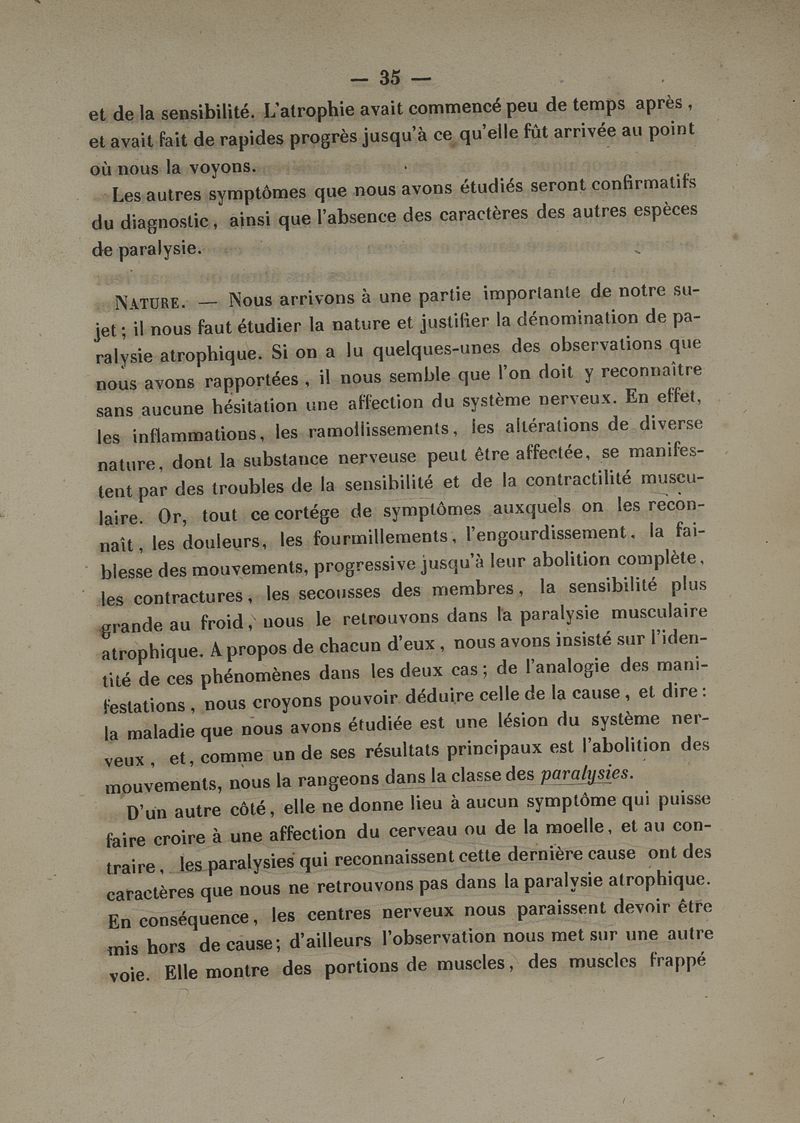 — 35 —
et de la sensibilité. L'atrophie avait commencé peu de temps après,
et avait fait de rapides progrès jusqu'à ce qu'elle fût arrivée au point
où nous la voyons.
Les autres symptômes que nous avons étudiés seront confirmatifs
du diagnostic, ainsi que l'absence des caractères des autres espèces
de paralysie.
NATURE. — Nous arrivons à une partie importante de notre su-
jet; il nous faut étudier la nature et justifier la dénomination de pa-
ralysie atrophique. Si on a lu quelques-unes des observations que
nous avons rapportées, il nous semble que l'on doit y reconnaître
sans aucune hésitation une affection du système nerveux. En effet,
les inflammations, les ramollissements, les altérations de diverse
nature, dont la substance nerveuse peut être affectée, se manifes-
tent par des troubles de la sensibilité et de la contractilité muscu-
laire. Or, tout ce cortége de symptômes auxquels on les recon-
naît, les douleurs, les fourmillements, l'engourdissement, la fai-
blesse des mouvements, progressive jusqu'à leur abolition complète,
les contractures, les secousses des membres, la sensibilité plus
grande au froid, nous le retrouvons dans la paralysie musculaire
atrophique. A propos de chacun d'eux, nous avons insisté sur l'iden-
tité de ces phénomènes dans les deux cas; de l'analogie des mani-
festations, nous croyons pouvoir déduire celle de la cause, et dire:
la maladie que nous avons étudiée est une lésion du système ner-
veux, et, comme un de ses résultats principaux est l'abolition des
mouvements, nous la rangeons dans la classe des paralysies.
D'un autre côté, elle ne donne lieu à aucun symptôme qui puisse
faire croire à une affection du cerveau ou de la moelle, et au con-
traire, les paralysies qui reconnaissent cette dernière cause ont des
caractères que nous ne retrouvons pas dans la paralysie atrophique.
En conséquence, les centres nerveux nous paraissent devoir être
mis hors de cause; d'ailleurs l'observation nous met sur une autre
voie. Elle montre des portions de muscles, des muscles frappé